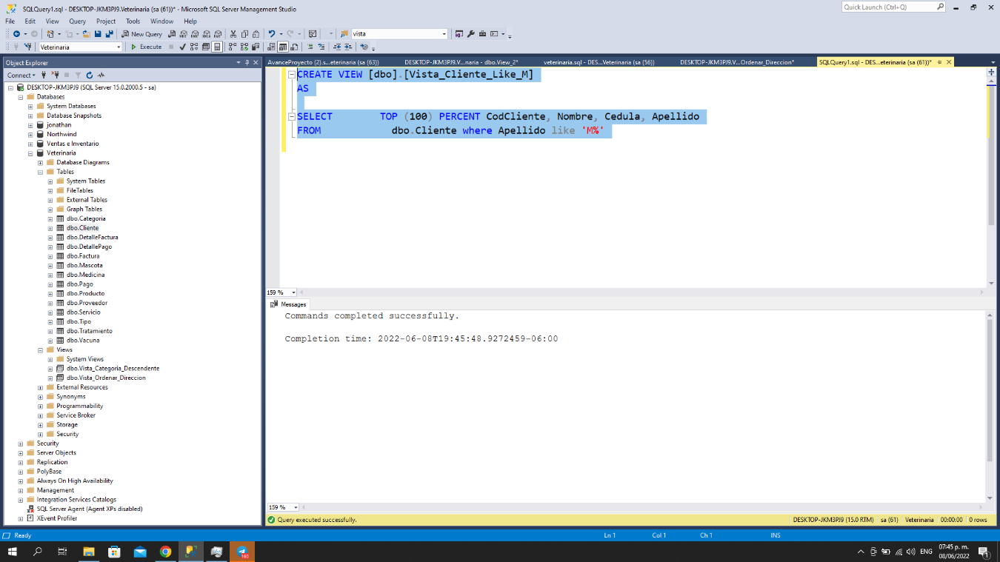 SQLQuery1.sql - DESKTOP-JKM3PJ9.Veterinaria (sa (61))* - Microsoft SQL Server Management Studio
Quick Launch (Ctrl+Q)
File Edit View Query Project Tools Window Help
New Query
vista
Veterinaria
Execute
Object Explorer
AvanceProyecto (2).s...eterinaria (sa (63))
DESKTOP-JKM3PJ9.V...naria - dbo.View_2*
veterinaria.sql - DES...Veterinaria (sa (56))
DESKTOP-JKM3PJ9.V...Ordenar_Direccion*
SQLQuery1.sql - DES...eterinaria (sa (61))*
Connect
DESKTOP-JKM3PJ9 (SQL Server 15.0.2000.5 - sa)
Databases
System Databases
Database Snapshots
jonathan
Northwind
Ventas e Inventario
Veterinaria
Database Diagrams
Tables
System Tables
FileTables
External Tables
Graph Tables
dbo.Categoria
dbo.Cliente
dbo.DetalleFactura
dbo.DetallePago
dbo.Factura
dbo.Mascota
dbo.Medicina
dbo.Pago
dbo.Producto
dbo.Proveedor
dbo.Servicio
dbo.Tipo
dbo.Tratamiento
dbo.Vacuna
Views
System Views
dbo.Vista_Categoria_Descendente
dbo.Vista_Ordenar_Direccion
External Resources
Synonyms
Programmability
Service Broker
Storage
Security
Security
Server Objects
Replication
PolyBase
Always On High Availability
Management
Integration Services Catalogs
SQL Server Agent (Agent XPs disabled)
XEvent Profiler
CREATE VIEW [dbo].[Vista_Cliente_Like_M]
AS
SELECT TOP (100) PERCENT CodCliente, Nombre, Cedula, Apellido
FROM dbo.Cliente where Apellido like 'M%'
159 %
Messages
Commands completed successfully.
Completion time: 2022-06-08T19:45:48.9272459-06:00
159 %
Query executed successfully.
DESKTOP-JKM3PJ9 (15.0 RTM) sa (61) Veterinaria 00:00:00 0 rows
Ready
Ln 1 Col 1 Ch 1 INS
160
ENG
07:45 p. m.
08/06/2022
1